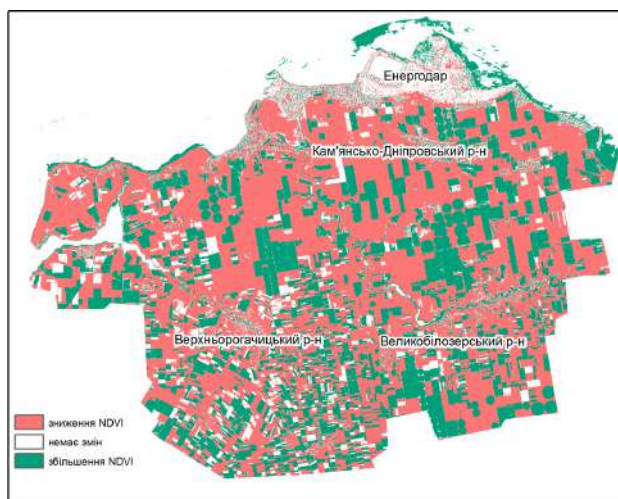 Енергодар
Кам'янсько-Дніпровський р-н
Верхньорогачицький р-н
Великобілозерський р-н
зниження NDVI
немає змін
збільшення NDVI